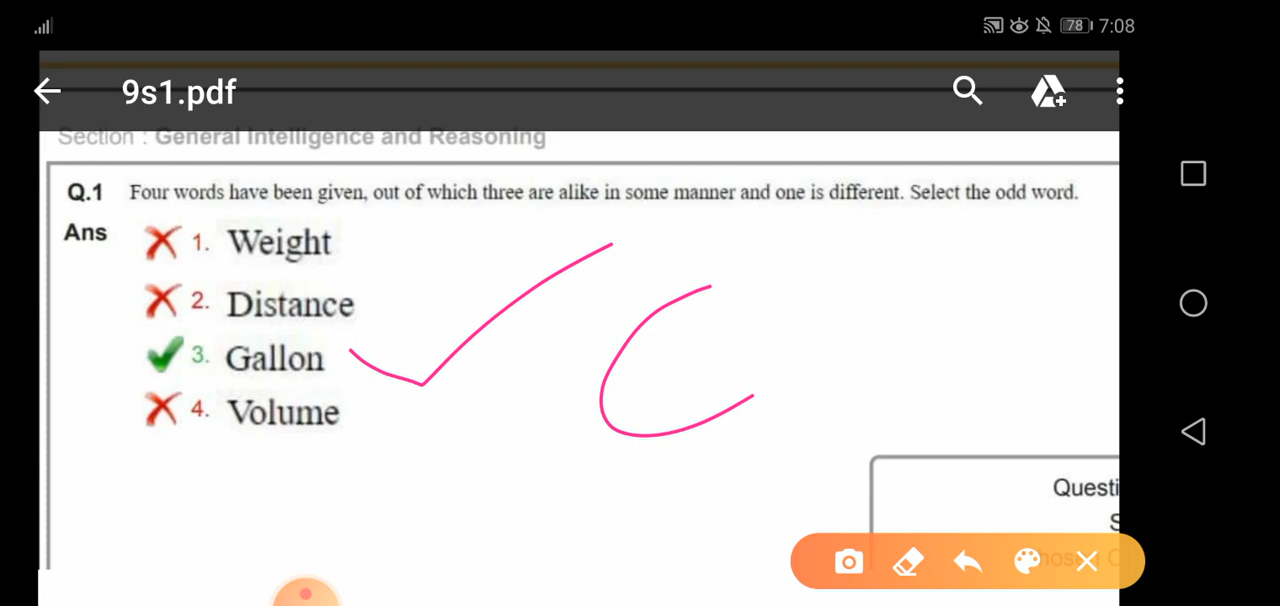 78 7:08
9s1.pdf
Section : General Intelligence and Reasoning
Q.1 Four words have been given, out of which three are alike in some manner and one is different. Select the odd word.
Ans 1. Weight
2. Distance
3. Gallon
4. Volume
C
Questi
S
hosen C